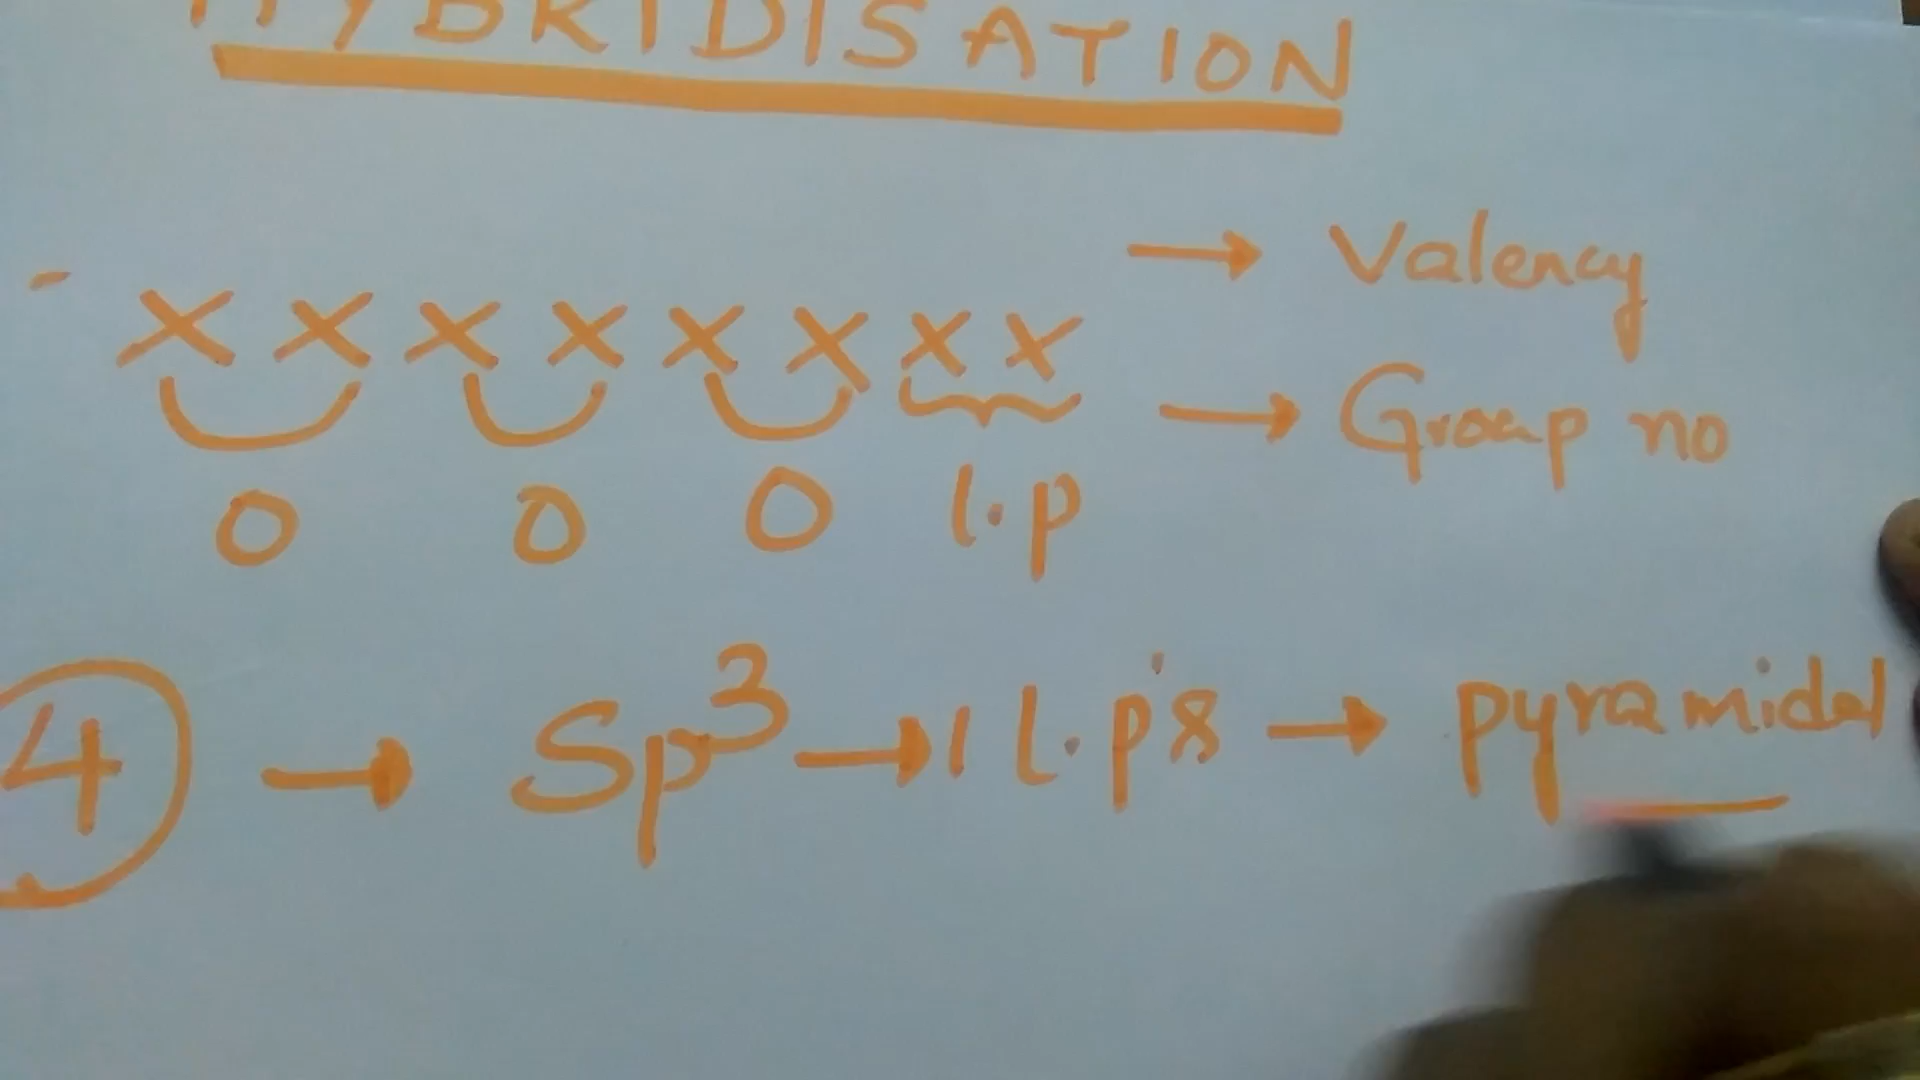 HYBRIDISATION
→ Valency
X X X X X X X X
→ Group no
O O O l.p
4 → Sp³ → 1 l.p's → pyramidal